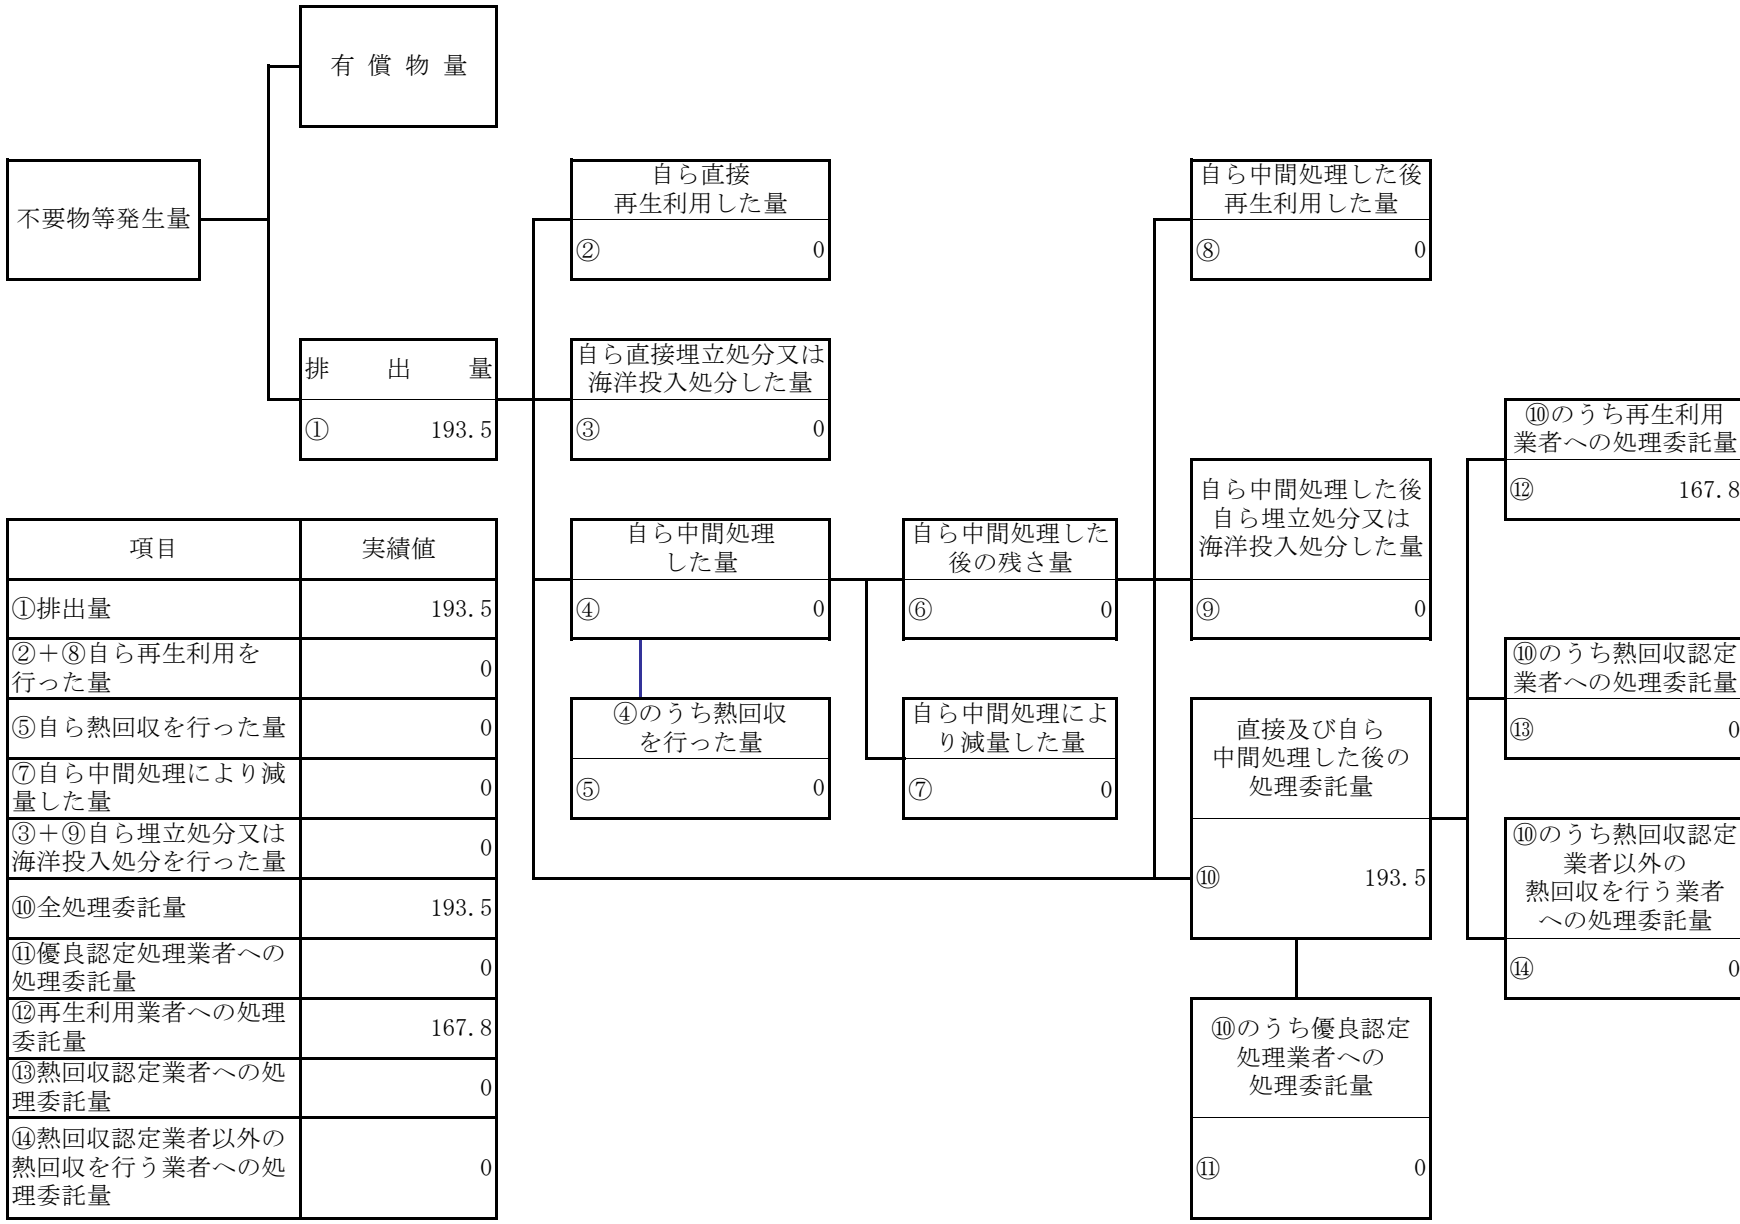 有償物量
不要物等発生量
排出量
① 193.5
自ら直接
再生利用した量
② 0
自ら直接埋立処分又は
海洋投入処分した量
③ 0
自ら中間処理
した量
④ 0
④のうち熱回収
を行った量
⑤ 0
自ら中間処理した
後の残さ量
⑥ 0
自ら中間処理によ
り減量した量
⑦ 0
自ら中間処理した後
再生利用した量
⑧ 0
自ら中間処理した後
自ら埋立処分又は
海洋投入処分した量
⑨ 0
直接及び自ら
中間処理した後の
処理委託量
⑩ 193.5
⑩のうち優良認定
処理業者への
処理委託量
⑪ 0
⑩のうち再生利用
業者への処理委託量
⑫ 167.8
⑩のうち熱回収認定
業者への処理委託量
⑬ 0
⑩のうち熱回収認定
業者以外の
熱回収を行う業者
への処理委託量
⑭ 0
項目 実績値
①排出量 193.5
②＋⑧自ら再生利用を
行った量 0
⑤自ら熱回収を行った量 0
⑦自ら中間処理により減
量した量 0
③＋⑨自ら埋立処分又は
海洋投入処分を行った量 0
⑩全処理委託量 193.5
⑪優良認定処理業者への
処理委託量 0
⑫再生利用業者への処理
委託量 167.8
⑬熱回収認定業者への処
理委託量 0
⑭熱回収認定業者以外の
熱回収を行う業者への処
理委託量 0